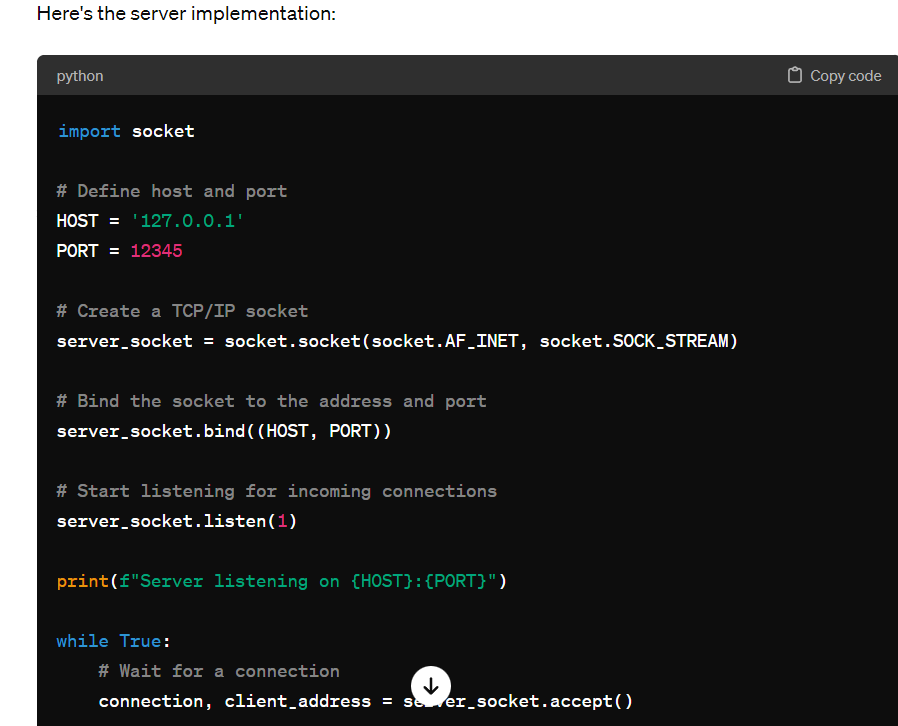 Here's the server implementation:
python
Copy code
import socket
# Define host and port
HOST = '127.0.0.1'
PORT = 12345
# Create a TCP/IP socket
server_socket = socket.socket(socket.AF_INET, socket.SOCK_STREAM)
# Bind the socket to the address and port
server_socket.bind((HOST, PORT))
# Start listening for incoming connections
server_socket.listen(1)
print(f"Server listening on {HOST}:{PORT}")
while True:
    # Wait for a connection
    connection, client_address = server_socket.accept()